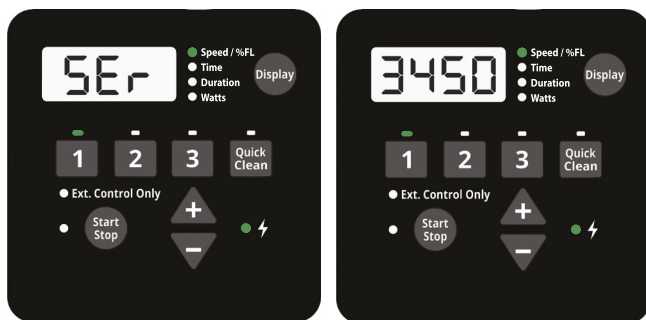 SEr
Speed / %FL
Time
Duration
Watts
Display
1
2
3
Quick
Clean
Ext. Control Only
Start
Stop
+
−
3450
Speed / %FL
Time
Duration
Watts
Display
1
2
3
Quick
Clean
Ext. Control Only
Start
Stop
+
−